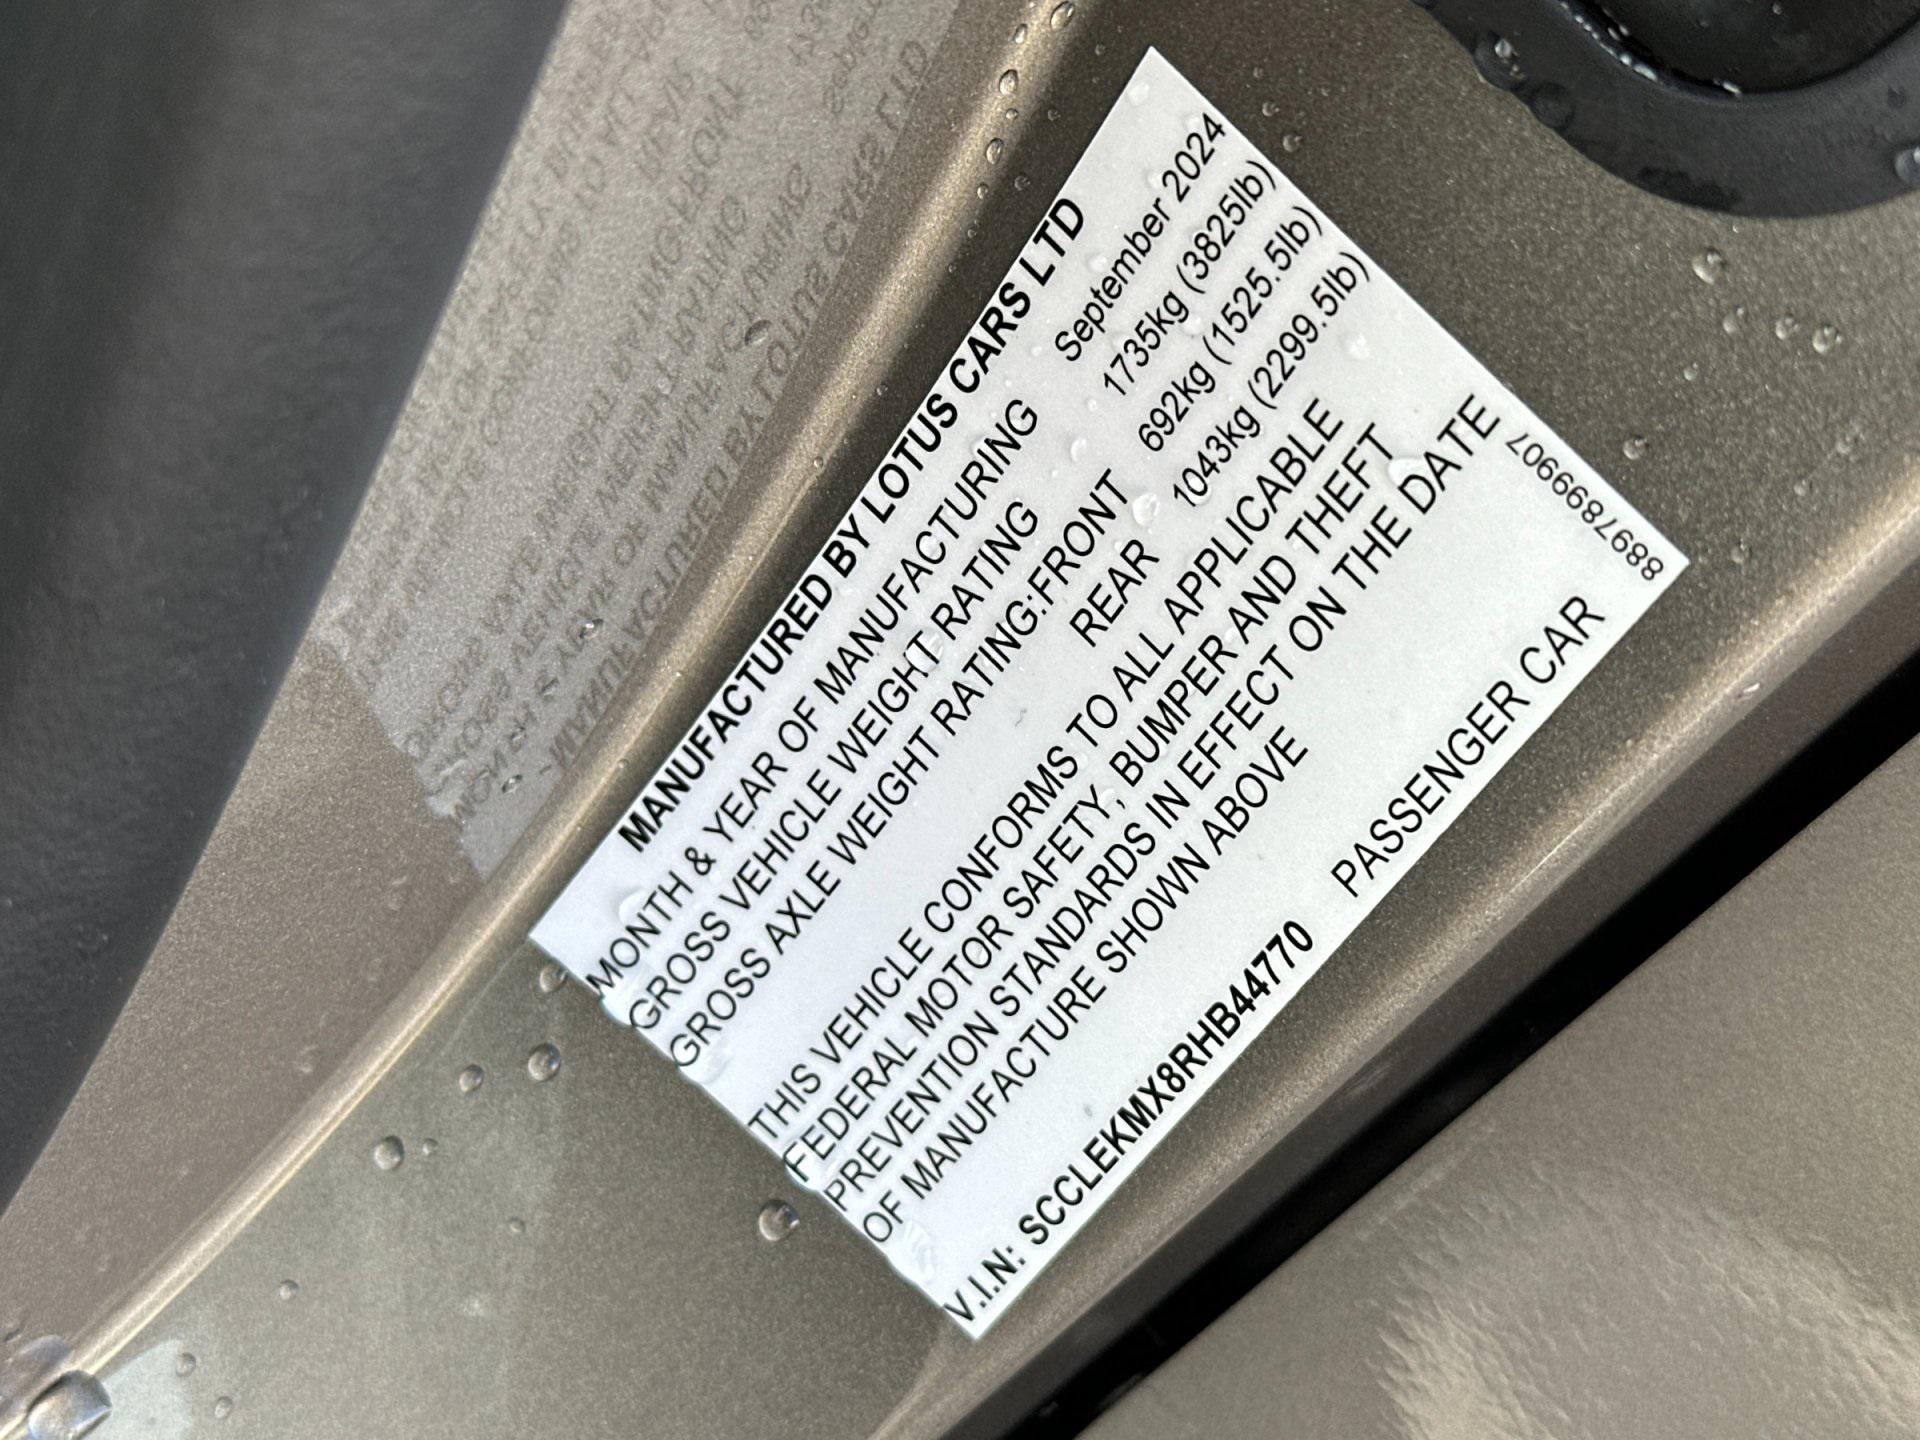 MANUFACTURED BY LOTUS CARS LTD
MONTH & YEAR OF MANUFACTURING September 2024
GROSS VEHICLE WEIGHT RATING 1735kg (3825lb)
GROSS AXLE WEIGHT RATING:FRONT 692kg (1525.5lb)
REAR 1043kg (2299.5lb)
THIS VEHICLE CONFORMS TO ALL APPLICABLE
FEDERAL MOTOR SAFETY, BUMPER AND THEFT
PREVENTION STANDARDS IN EFFECT ON THE DATE
OF MANUFACTURE SHOWN ABOVE
V.I.N: SCCLEKMX8RHB44770 PASSENGER CAR
8897899907